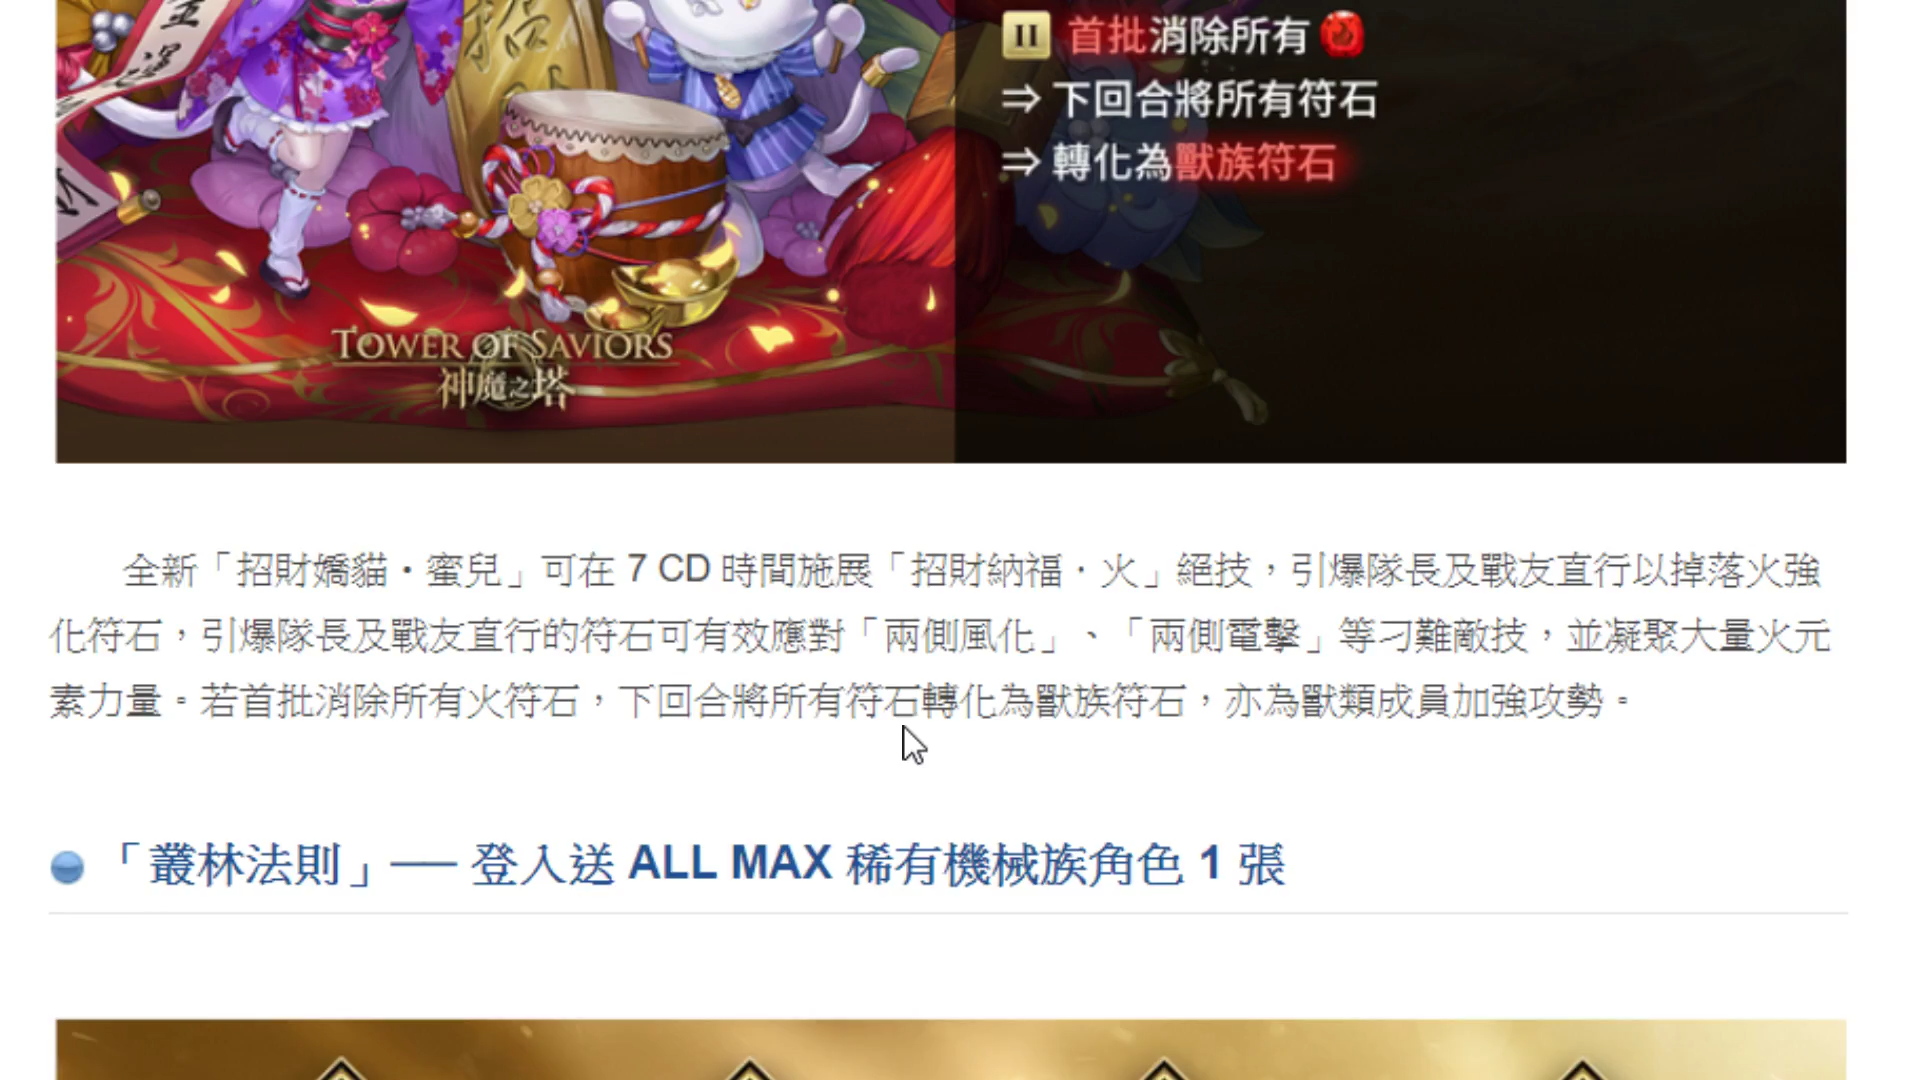 II 首批消除所有
⇒ 下回合將所有符石
⇒ 轉化為獸族符石
TOWER OF SAVIORS
神魔之塔
全新「招財嬌貓・蜜兒」可在 7 CD 時間施展「招財納福．火」絕技，引爆隊長及戰友直行以掉落火強
化符石，引爆隊長及戰友直行的符石可有效應對「兩側風化」、「兩側電擊」等刁難敵技，並凝聚大量火元
素力量。若首批消除所有火符石，下回合將所有符石轉化為獸族符石，亦為獸類成員加強攻勢。
「叢林法則」── 登入送 ALL MAX 稀有機械族角色 1 張